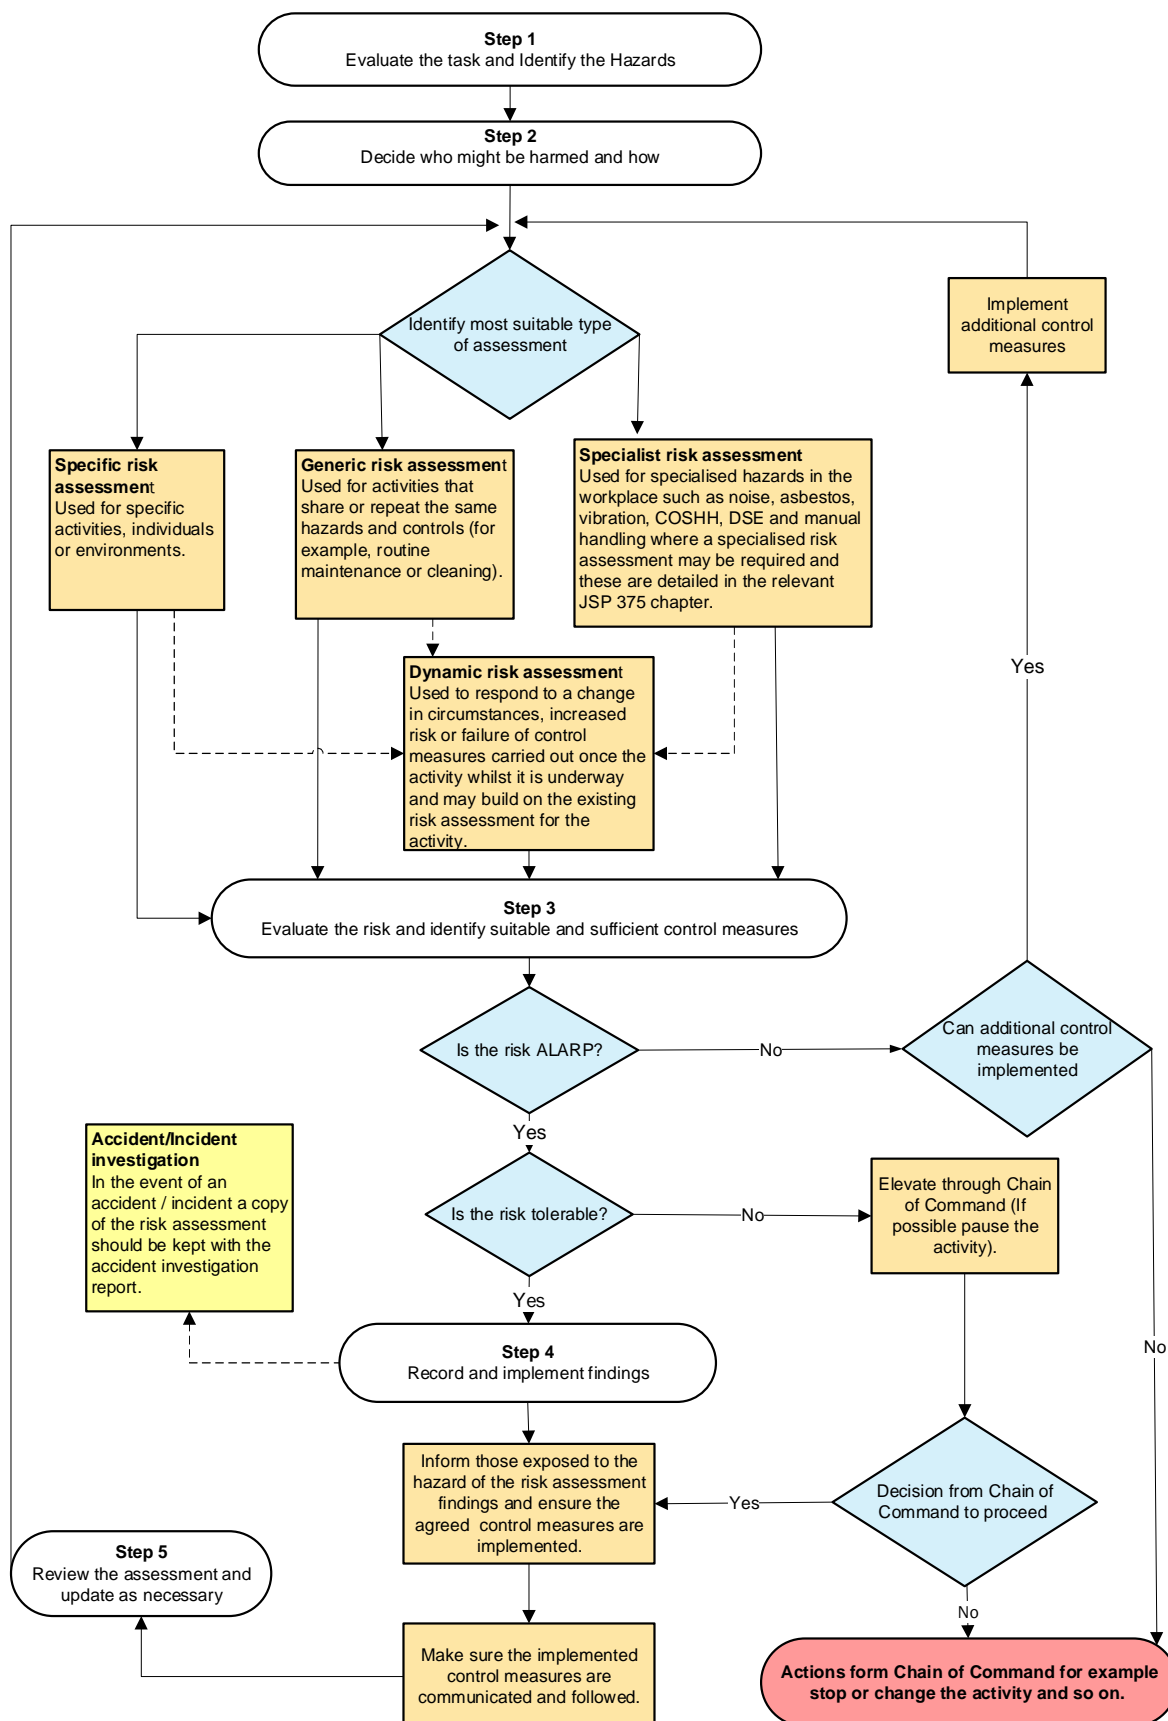 Step 1
Evaluate the task and Identify the Hazards
Step 2
Decide who might be harmed and how
Identify most suitable type
of assessment
Implement
additional control
measures
Specific risk
assessment
Used for specific
activities, individuals
or environments.
Generic risk assessment
Used for activities that
share or repeat the same
hazards and controls (for
example, routine
maintenance or cleaning).
Specialist risk assessment
Used for specialised hazards in the
workplace such as noise, asbestos,
vibration, COSHH, DSE and manual
handling where a specialised risk
assessment may be required and
these are detailed in the relevant
JSP 375 chapter.
Yes
Dynamic risk assessment
Used to respond to a change
in circumstances, increased
risk or failure of control
measures carried out once the
activity whilst it is underway
and may build on the existing
risk assessment for the
activity.
Step 3
Evaluate the risk and identify suitable and sufficient control measures
Is the risk ALARP?
No
Can additional control
measures be
implemented
Yes
Accident/Incident
investigation
In the event of an
accident / incident a copy
of the risk assessment
should be kept with the
accident investigation
report.
Is the risk tolerable?
No
Elevate through Chain
of Command (If
possible pause the
activity).
Yes
Step 4
Record and implement findings
No
Inform those exposed to the
hazard of the risk assessment
findings and ensure the
agreed control measures are
implemented.
Yes
Decision from Chain of
Command to proceed
Step 5
Review the assessment and
update as necessary
No
Make sure the implemented
control measures are
communicated and followed.
Actions form Chain of Command for example
stop or change the activity and so on.